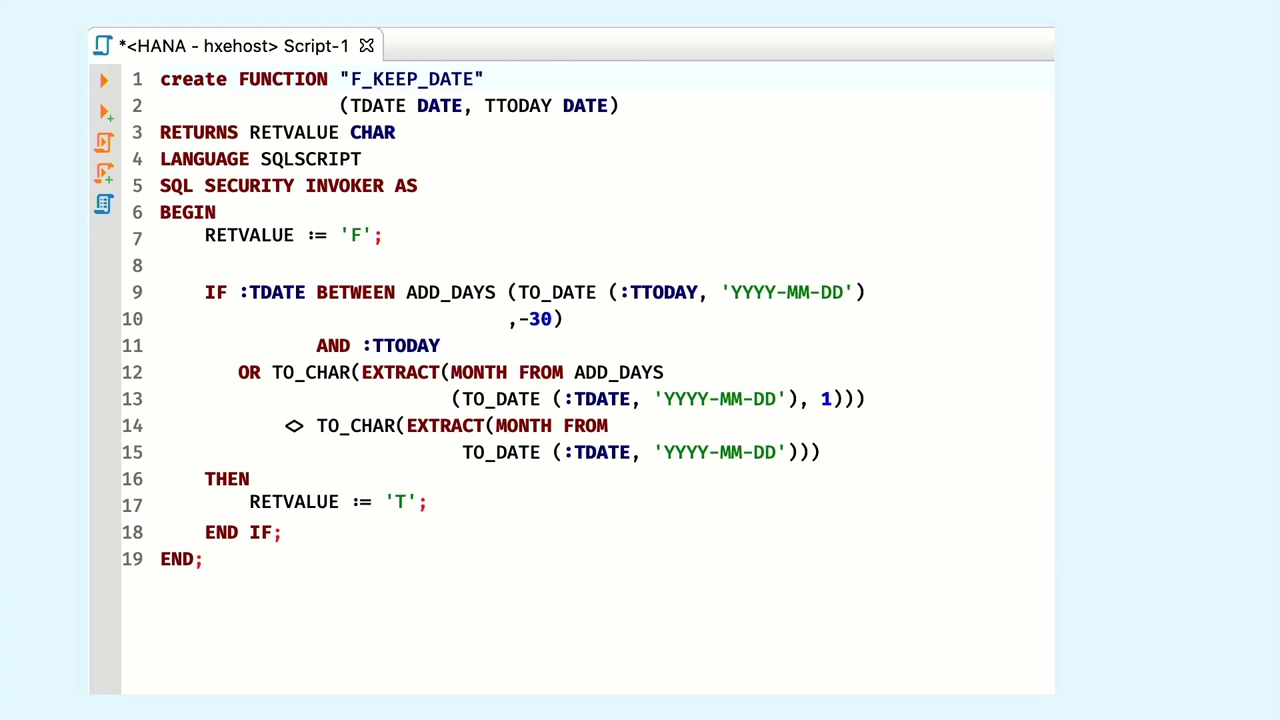 *<HANA - hxehost> Script-1
1 create FUNCTION "F_KEEP_DATE"
2 (TDATE DATE, TTODAY DATE)
3 RETURNS RETVALUE CHAR
4 LANGUAGE SQLSCRIPT
5 SQL SECURITY INVOKER AS
6 BEGIN
7 RETVALUE := 'F';
8
9 IF :TDATE BETWEEN ADD_DAYS (TO_DATE (:TTODAY, 'YYYY-MM-DD')
10 ,-30)
11 AND :TTODAY
12 OR TO_CHAR(EXTRACT(MONTH FROM ADD_DAYS
13 (TO_DATE (:TDATE, 'YYYY-MM-DD'), 1)))
14 <> TO_CHAR(EXTRACT(MONTH FROM
15 TO_DATE (:TDATE, 'YYYY-MM-DD')))
16 THEN
17 RETVALUE := 'T';
18 END IF;
19 END;